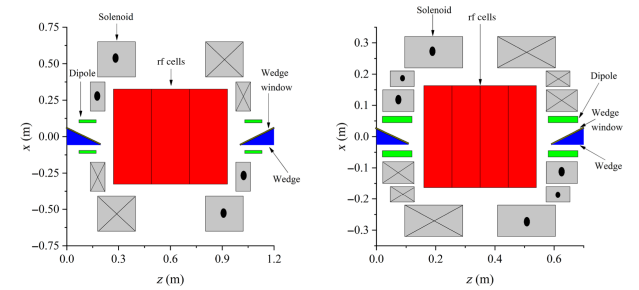 Solenoid
rf cells
Dipole
Wedge
window
Wedge
0.75
0.50
0.25
0.00
−0.25
−0.50
−0.75
x (m)
0.0
0.3
0.6
0.9
1.2
z (m)
Solenoid
rf cells
Dipole
Wedge
window
Wedge
0.3
0.2
0.1
0.0
−0.1
−0.2
−0.3
x (m)
0.0
0.2
0.4
0.6
z (m)